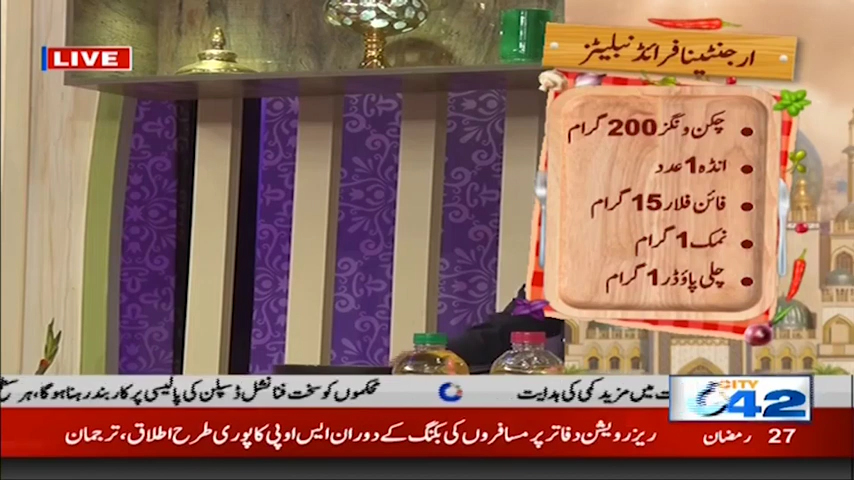 LIVE
ارجنٹینا فرائڈ نبلیٹز
چکن ونگز 200 گرام
انڈہ 1 عدد
فائن فلار 15 گرام
نمک 1 گرام
چلی پاؤڈر 1 گرام
ت میں مزید کمی کی ہدایت
محکموں کو سخت فنانشل ڈسپلن کی پالیسی پر کاربند رہنا ہوگا، ہر سطح
CITY
42
27 رمضان
ریزرویشن دفاتر پر مسافروں کی بکنگ کے دوران ایس او پی کا پوری طرح اطلاق، ترجمان